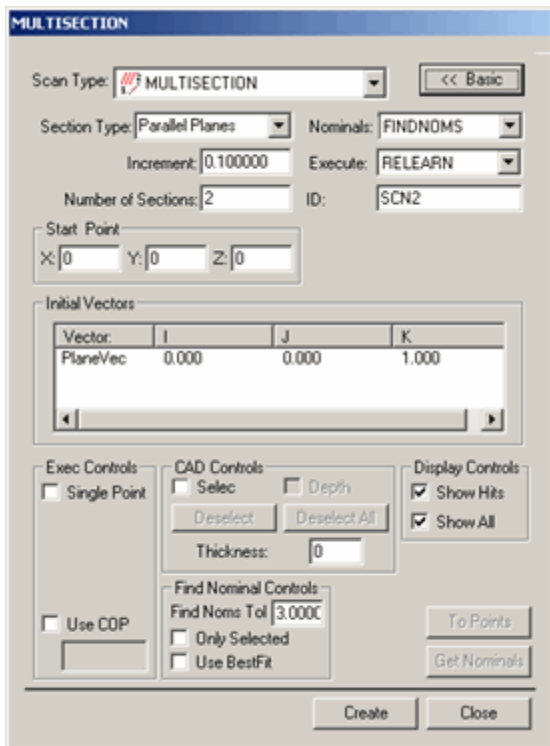 MULTISECTION
Scan Type: MULTISECTION << Basic
Section Type: Parallel Planes Nominals: FINDNOMS
Increment: 0.100000 Execute: RELEARN
Number of Sections: 2 ID: SCN2
Start Point
X: 0 Y: 0 Z: 0
Initial Vectors
Vector: I J K
PlaneVec 0.000 0.000 1.000
Exec Controls CAD Controls Display Controls
Single Point Selec Depth Show Hits
Deselect Deselect All Show All
Thickness: 0
Find Nominal Controls
Find Noms Tol 3.0000
Use COP Only Selected To Points
Use BestFit Get Nominals
Create Close